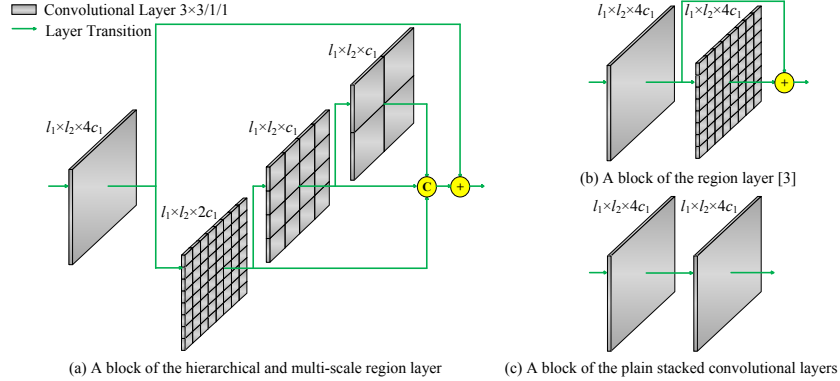 Convolutional Layer 3×3/1/1
Layer Transition
l₁×l₂×4c₁
l₁×l₂×2c₁
l₁×l₂×c₁
l₁×l₂×c₁
C
+
(a) A block of the hierarchical and multi-scale region layer
l₁×l₂×4c₁ l₁×l₂×4c₁
+
(b) A block of the region layer [3]
l₁×l₂×4c₁ l₁×l₂×4c₁
(c) A block of the plain stacked convolutional layers